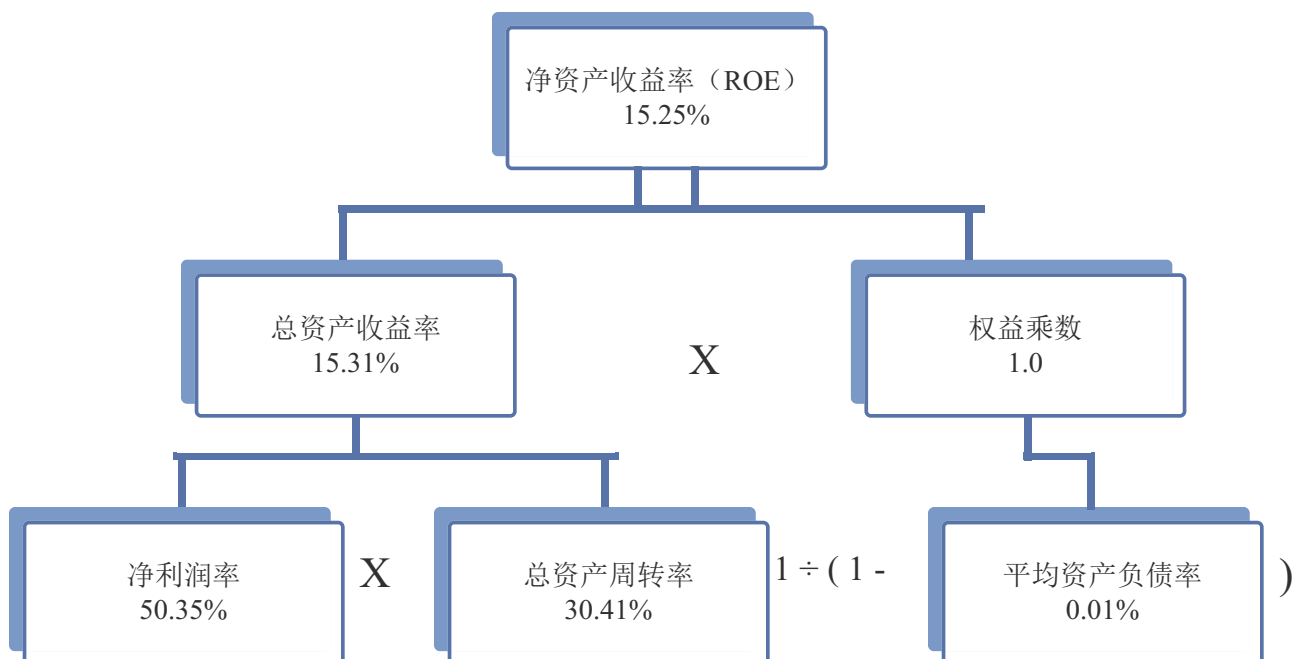 净资产收益率（ROE）
15.25%
总资产收益率
15.31%
X
权益乘数
1.0
净利润率
50.35%
X
总资产周转率
30.41%
1 ÷ ( 1 -
平均资产负债率
0.01%
)